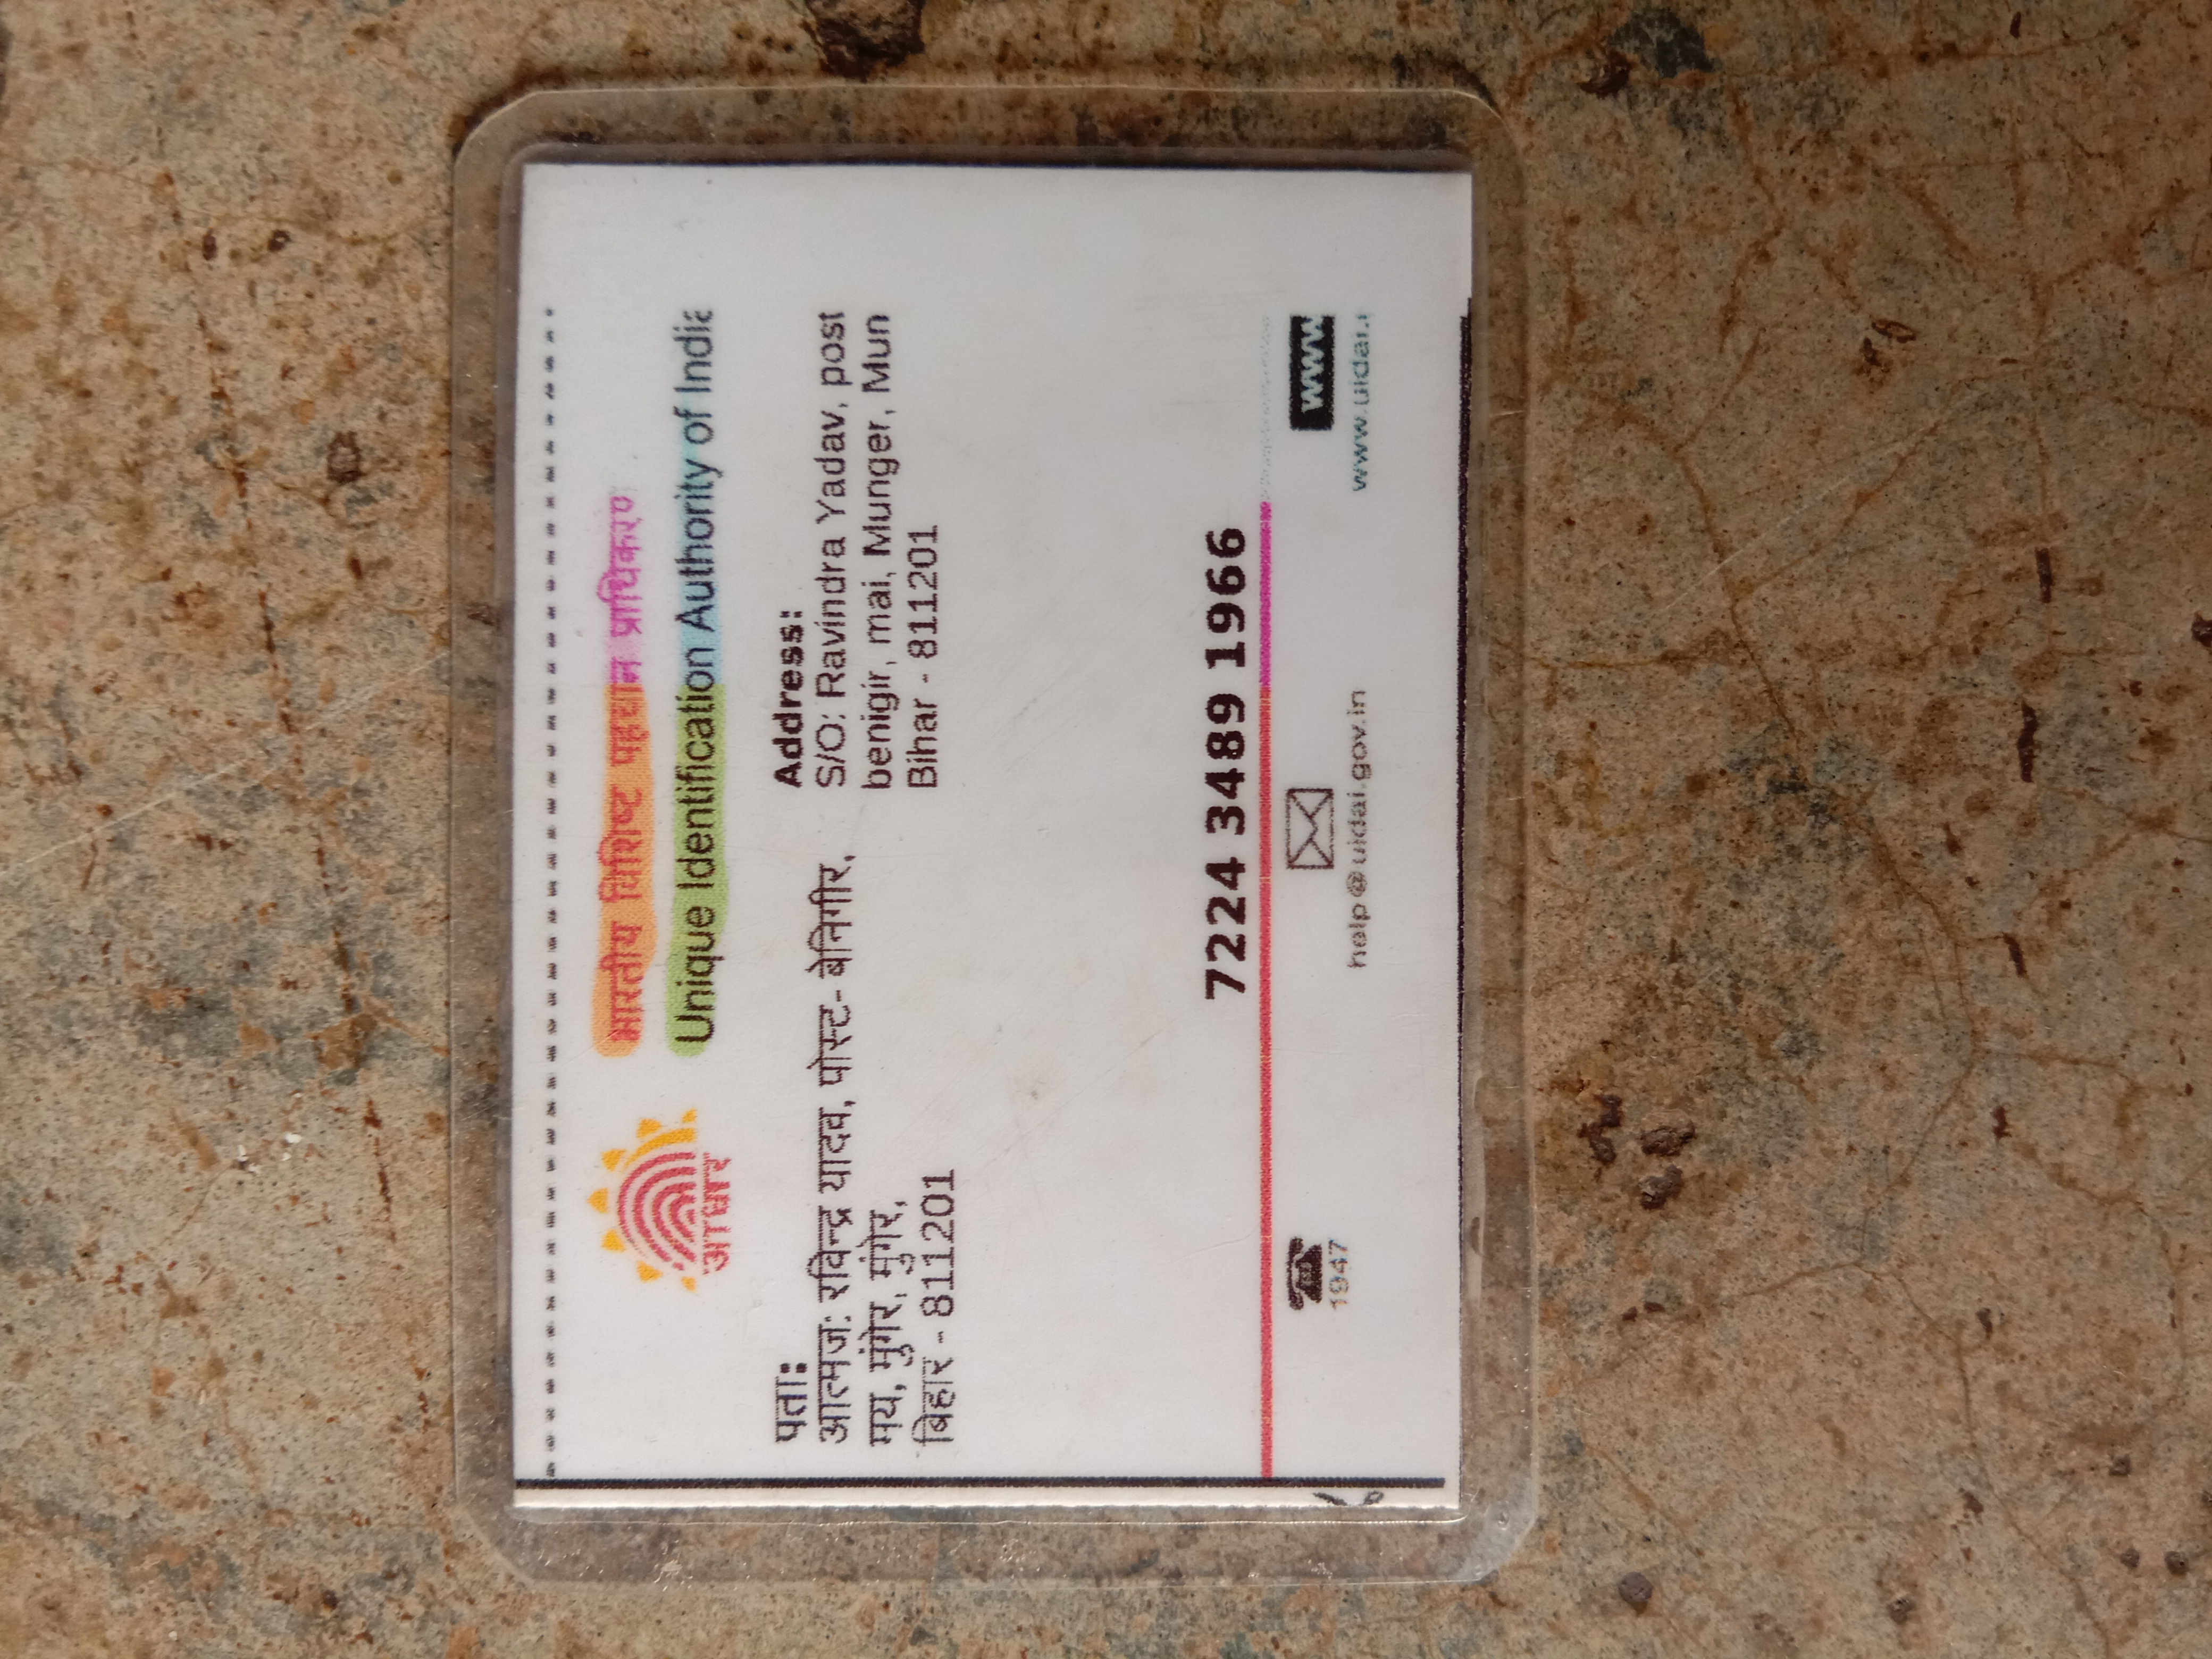 भारतीय विशिष्ट पहचान प्राधिकरण
Unique Identification Authority of India
आधार
पता:
आत्मज: रविन्द्र यादव, पोस्ट- बेनिगीर,
मय, मुंगेर, मुंगेर,
बिहार - 811201
Address:
S/O: Ravindra Yadav, post
benigir, mai, Munger, Mun
Bihar - 811201
7224 3489 1966
1947
help@uidai.gov.in
www
www.uidai.